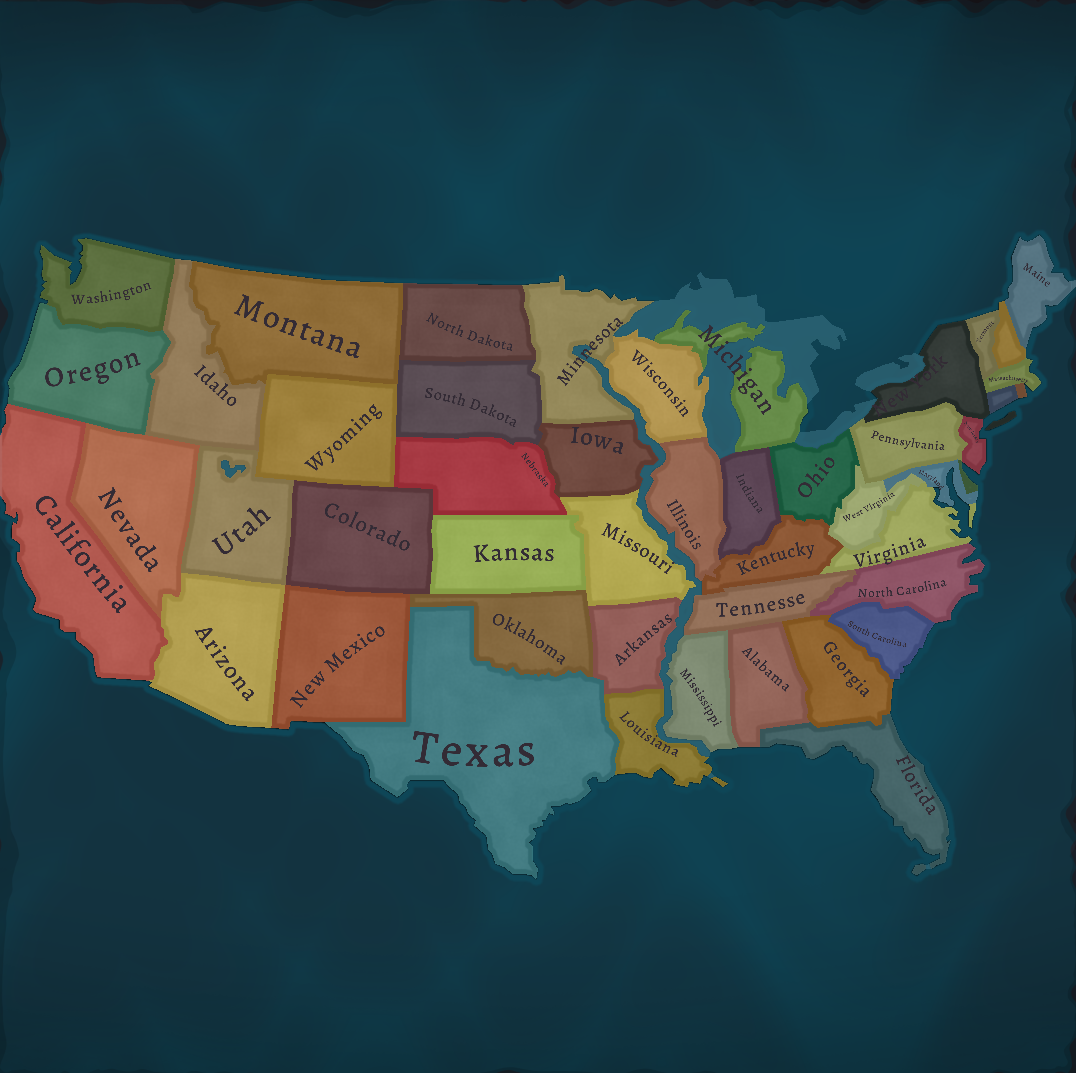 Maine
Washington
Montana
North Dakota
Minnesota
Michigan
Vermont
Oregon
Idaho
South Dakota
Wisconsin
New York
Massachusetts
Wyoming
Iowa
Pennsylvania
Nebraska
Ohio
Maryland
California
Nevada
Utah
Colorado
Kansas
Missouri
Illinois
Indiana
West Virginia
Virginia
Kentucky
North Carolina
Tennessee
Arizona
New Mexico
Oklahoma
Arkansas
South Carolina
Mississippi
Alabama
Georgia
Texas
Louisiana
Florida